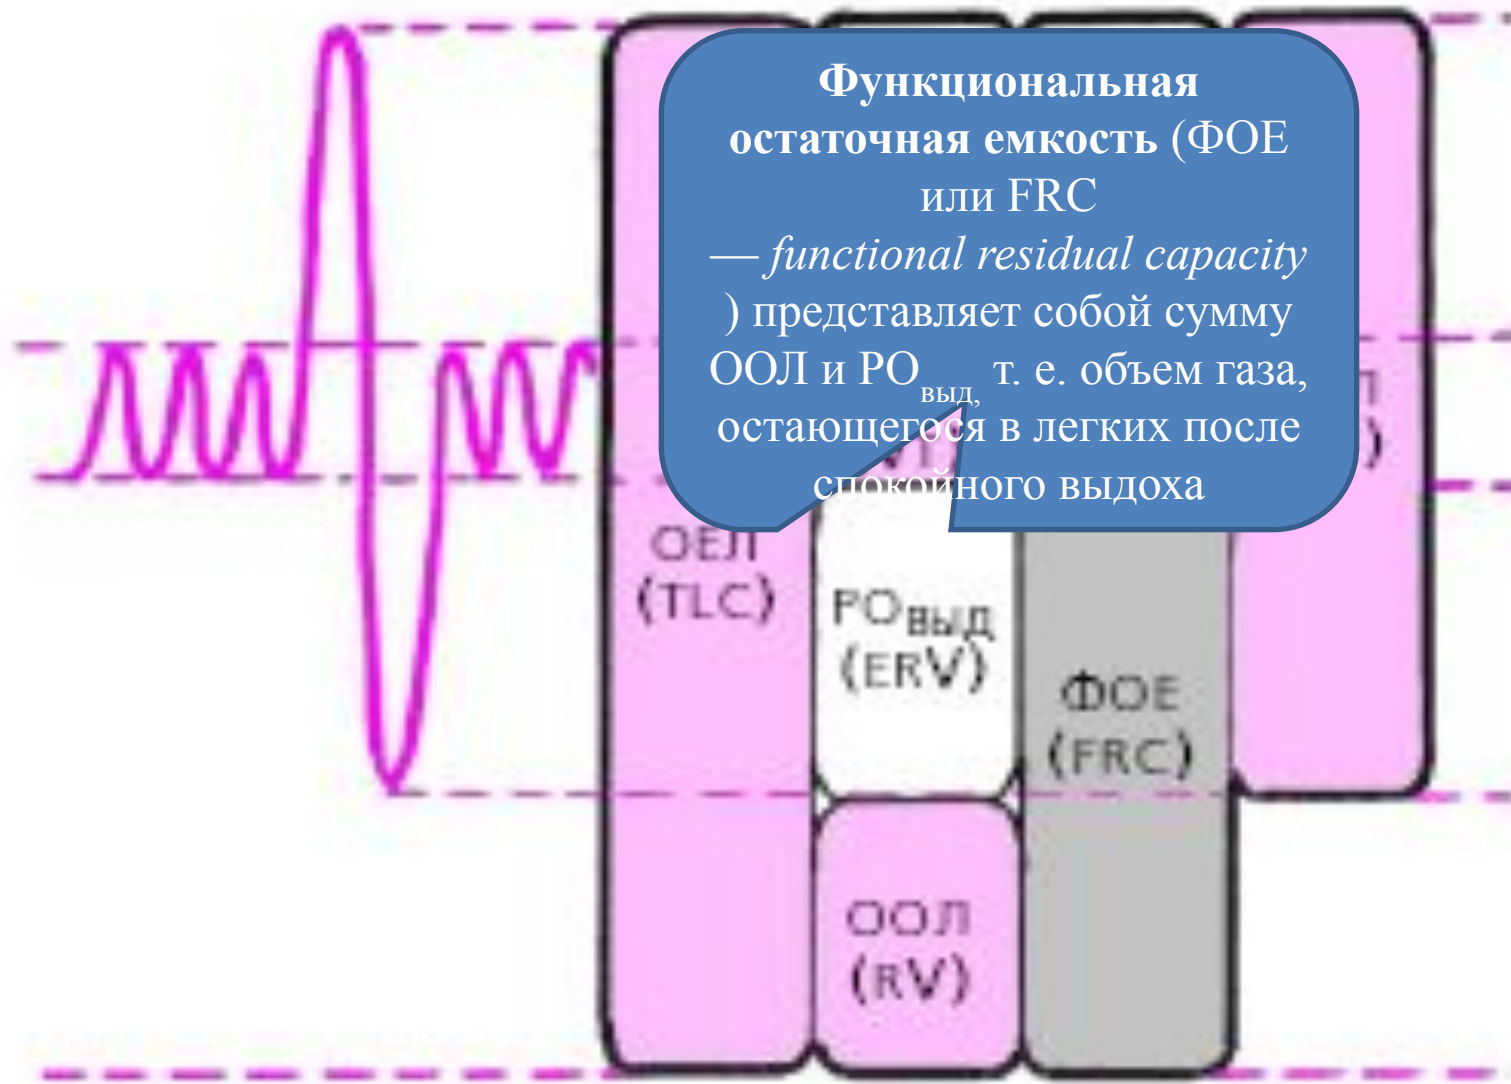 Функциональная
остаточная емкость (ФОЕ
или FRC
— functional residual capacity
) представляет собой сумму
ООЛ и РОвыд, т. е. объем газа,
остающегося в легких после
спокойного выдоха
ОЕЛ
(TLC)
РОВЫД
(ERV)
ФОЕ
(FRC)
ООЛ
(RV)